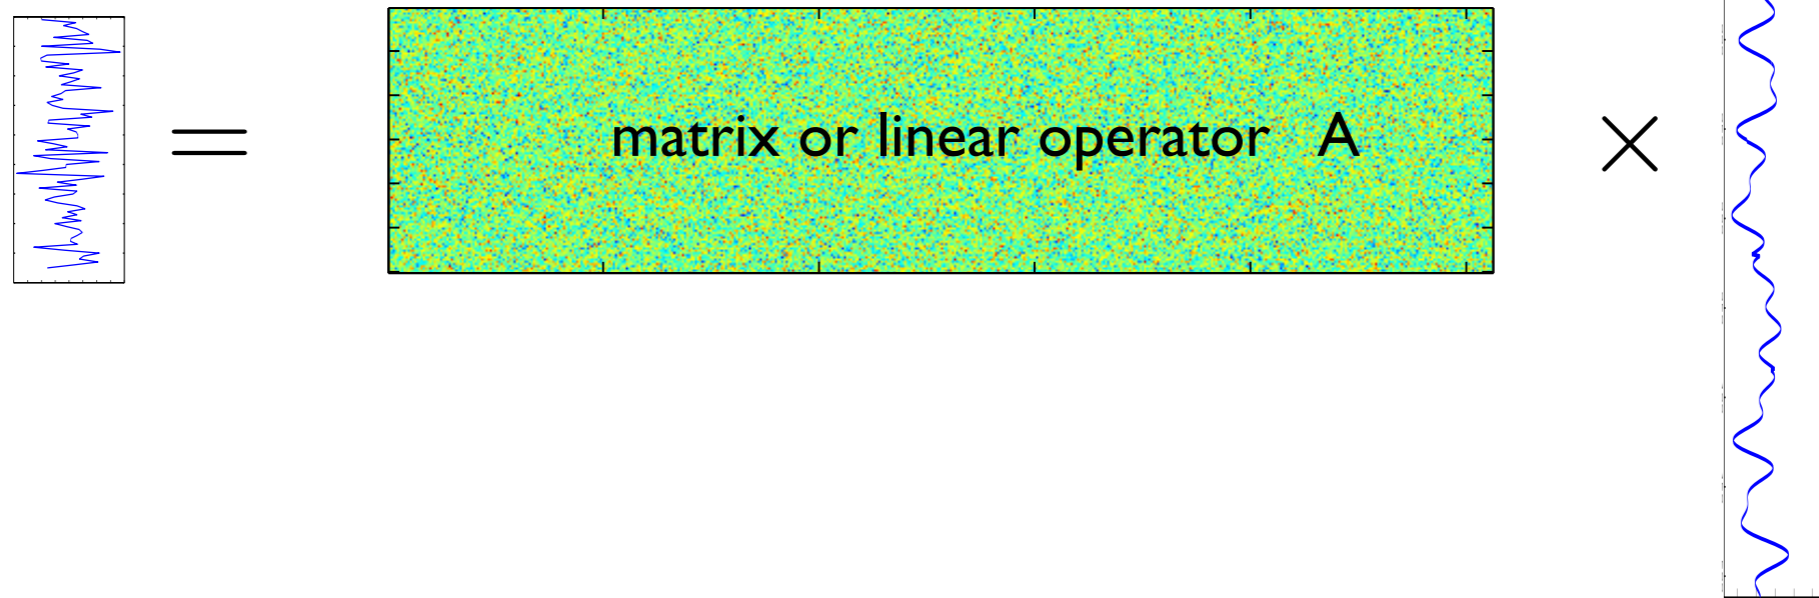 = matrix or linear operator A ×